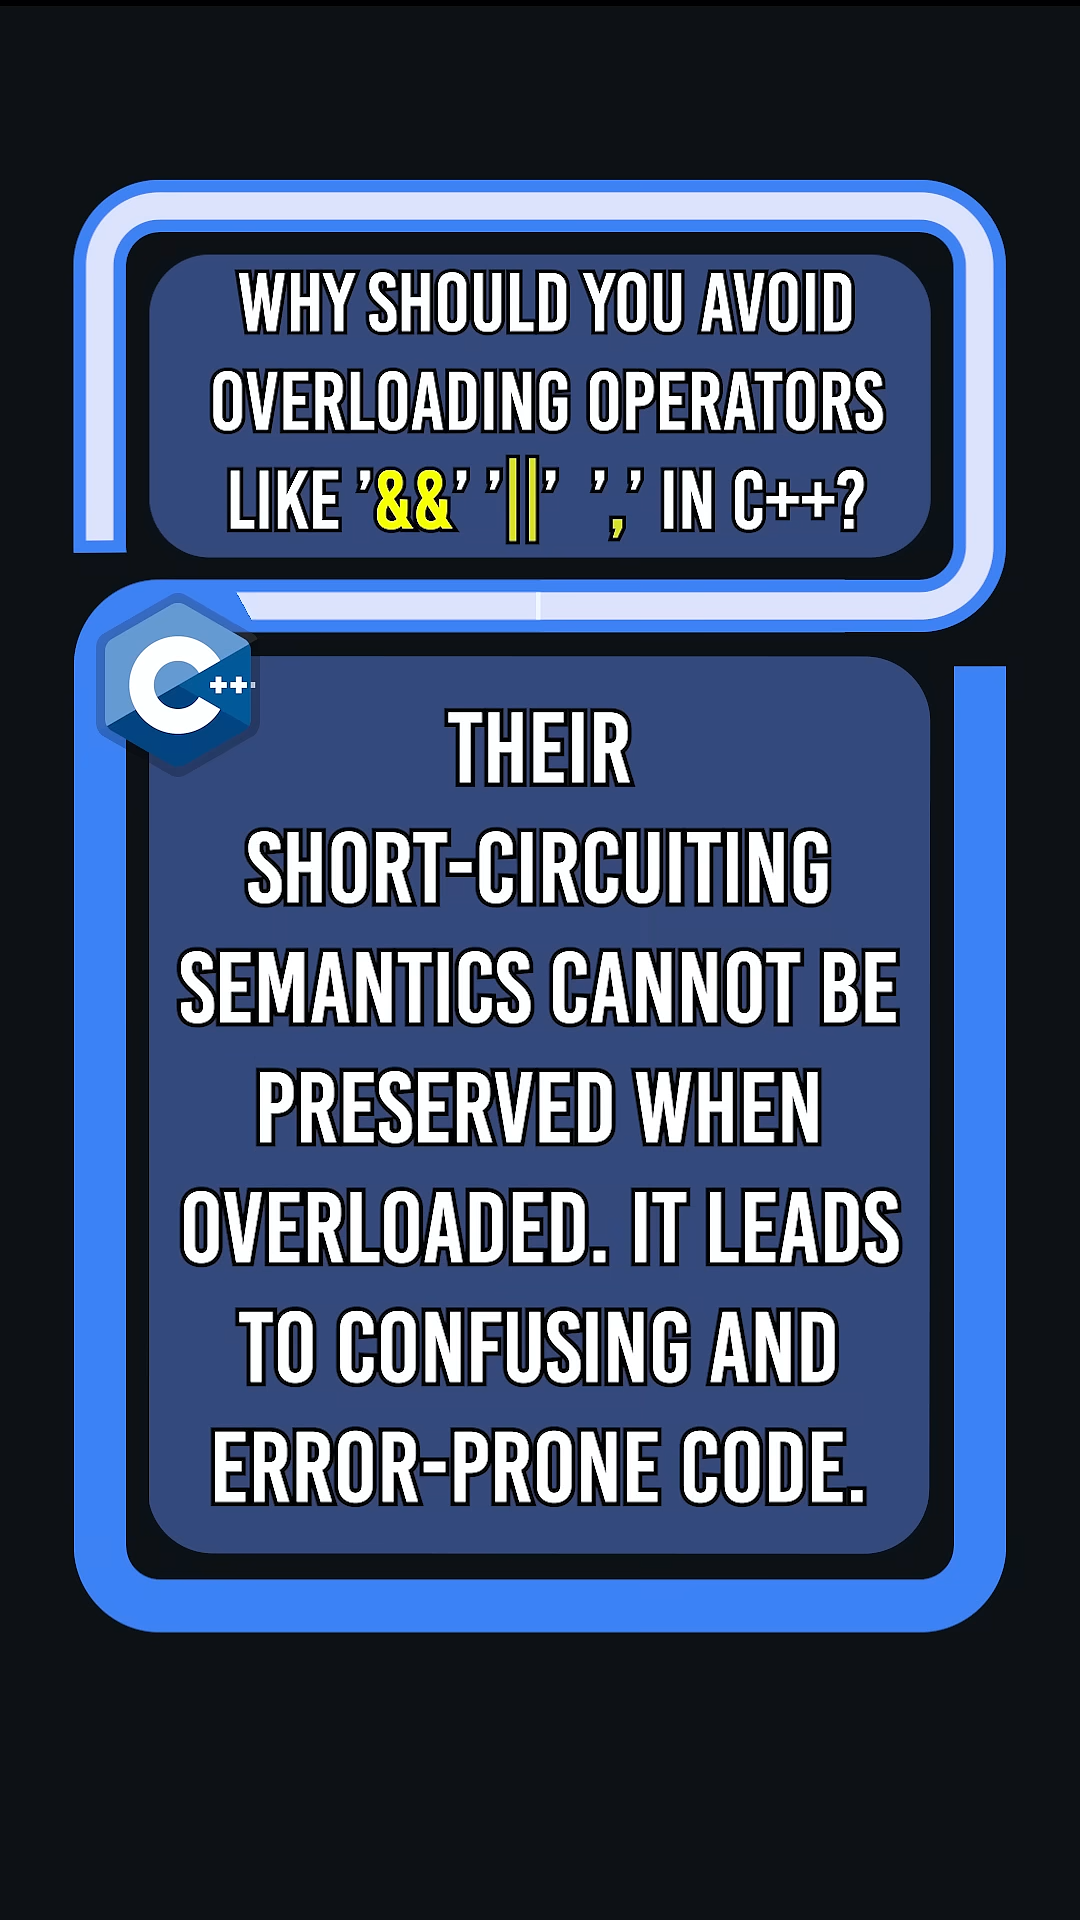 WHY SHOULD YOU AVOID
OVERLOADING OPERATORS
LIKE '&&' '||' ',' IN C++?
C++
THEIR
SHORT-CIRCUITING
SEMANTICS CANNOT BE
PRESERVED WHEN
OVERLOADED. IT LEADS
TO CONFUSING AND
ERROR-PRONE CODE.